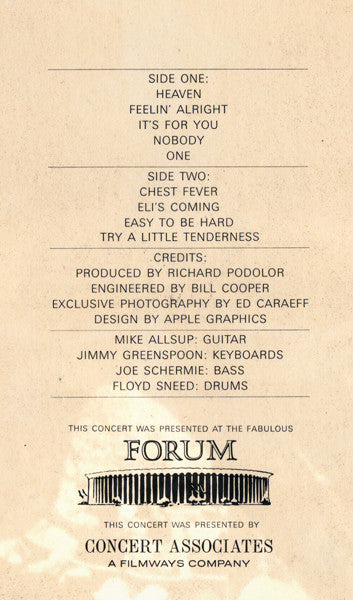 SIDE ONE:
HEAVEN
FEELIN' ALRIGHT
IT'S FOR YOU
NOBODY
ONE
SIDE TWO:
CHEST FEVER
ELI'S COMING
EASY TO BE HARD
TRY A LITTLE TENDERNESS
CREDITS:
PRODUCED BY RICHARD PODOLOR
ENGINEERED BY BILL COOPER
EXCLUSIVE PHOTOGRAPHY BY ED CARAEFF
DESIGN BY APPLE GRAPHICS
MIKE ALLSUP: GUITAR
JIMMY GREENSPOON: KEYBOARDS
JOE SCHERMIE: BASS
FLOYD SNEED: DRUMS
THIS CONCERT WAS PRESENTED AT THE FABULOUS
FORUM
THIS CONCERT WAS PRESENTED BY
CONCERT ASSOCIATES
A FILMWAYS COMPANY